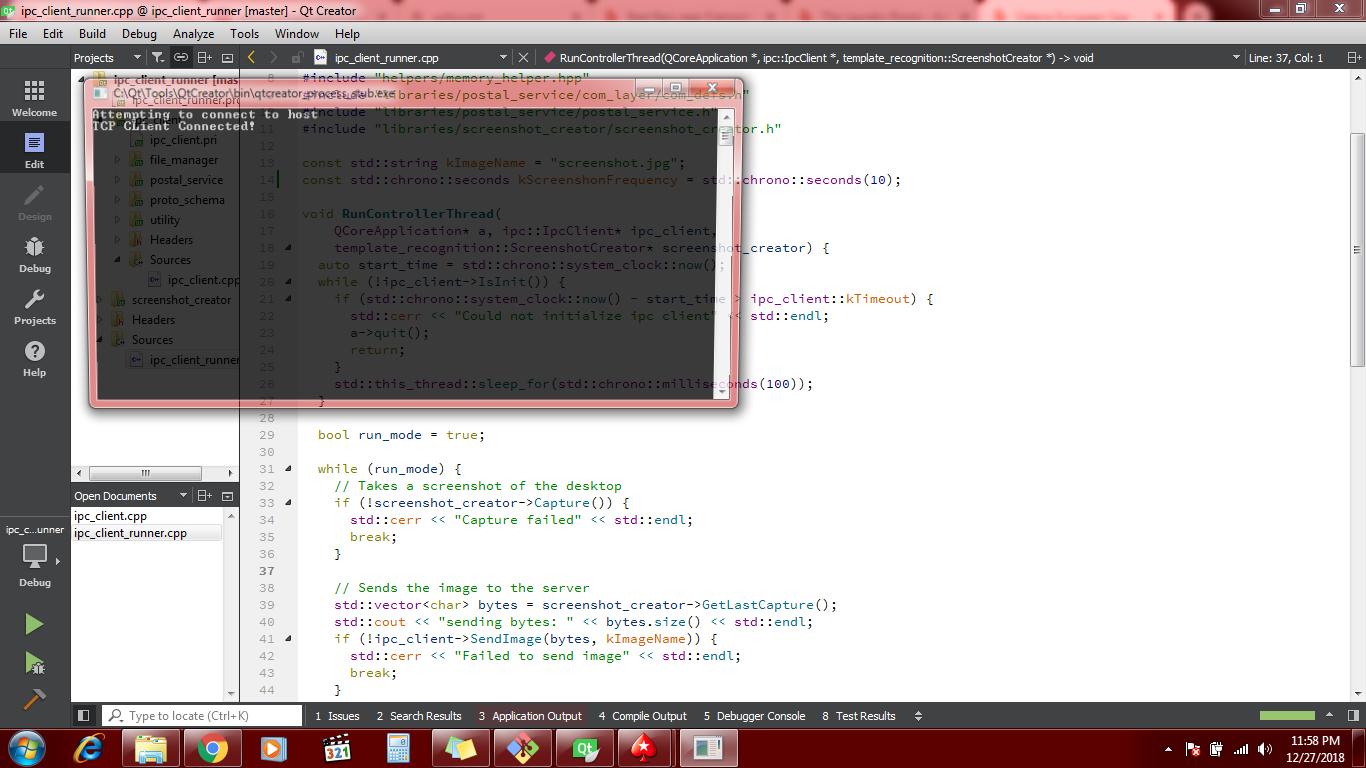 ipc_client_runner.cpp @ ipc_client_runner [master] - Qt Creator
File Edit Build Debug Analyze Tools Window Help
Projects
ipc_client_runner.cpp
RunControllerThread(QCoreApplication *, ipc::IpcClient *, template_recognition::ScreenshotCreator *) -> void
Line: 37, Col: 1
Welcome
Edit
Design
Debug
Projects
Help
ipc_client_runner [mas
ipc_client_runner.pro
ipc_client.pri
file_manager
postal_service
proto_schema
utility
Headers
Sources
ipc_client.cpp
screenshot_creator
Headers
Sources
ipc_client_runner
C:\Qt\Tools\QtCreator\bin\qtcreator_process_stub.exe
Attempting to connect to host
TCP CLient Connected!
8 #include "helpers/memory_helper.hpp"
"libraries/postal_service/com_layer/com_defs.h"
#include "libraries/postal_service/postal_service.h"
#include "libraries/screenshot_creator/screenshot_creator.h"
12
13 const std::string kImageName = "screenshot.jpg";
14 const std::chrono::seconds kScreenshonFrequency = std::chrono::seconds(10);
15
16 void RunControllerThread(
17 QCoreApplication* a, ipc::IpcClient* ipc_client,
18 template_recognition::ScreenshotCreator* screenshot_creator) {
19 auto start_time = std::chrono::system_clock::now();
20 while (!ipc_client->IsInit()) {
21 if (std::chrono::system_clock::now() - start_time > ipc_client::kTimeout) {
22 std::cerr << "Could not initialize ipc client" << std::endl;
23 a->quit();
24 return;
25 }
26 std::this_thread::sleep_for(std::chrono::milliseconds(100));
27 }
28
29 bool run_mode = true;
30
31 while (run_mode) {
32 // Takes a screenshot of the desktop
33 if (!screenshot_creator->Capture()) {
34 std::cerr << "Capture failed" << std::endl;
35 break;
36 }
37
38 // Sends the image to the server
39 std::vector<char> bytes = screenshot_creator->GetLastCapture();
40 std::cout << "sending bytes: " << bytes.size() << std::endl;
41 if (!ipc_client->SendImage(bytes, kImageName)) {
42 std::cerr << "Failed to send image" << std::endl;
43 break;
44 }
Open Documents
ipc_client.cpp
ipc_client_runner.cpp
ipc_c...unner
Debug
Type to locate (Ctrl+K)
1 Issues 2 Search Results 3 Application Output 4 Compile Output 5 Debugger Console 8 Test Results
321
Qt
11:58 PM
12/27/2018